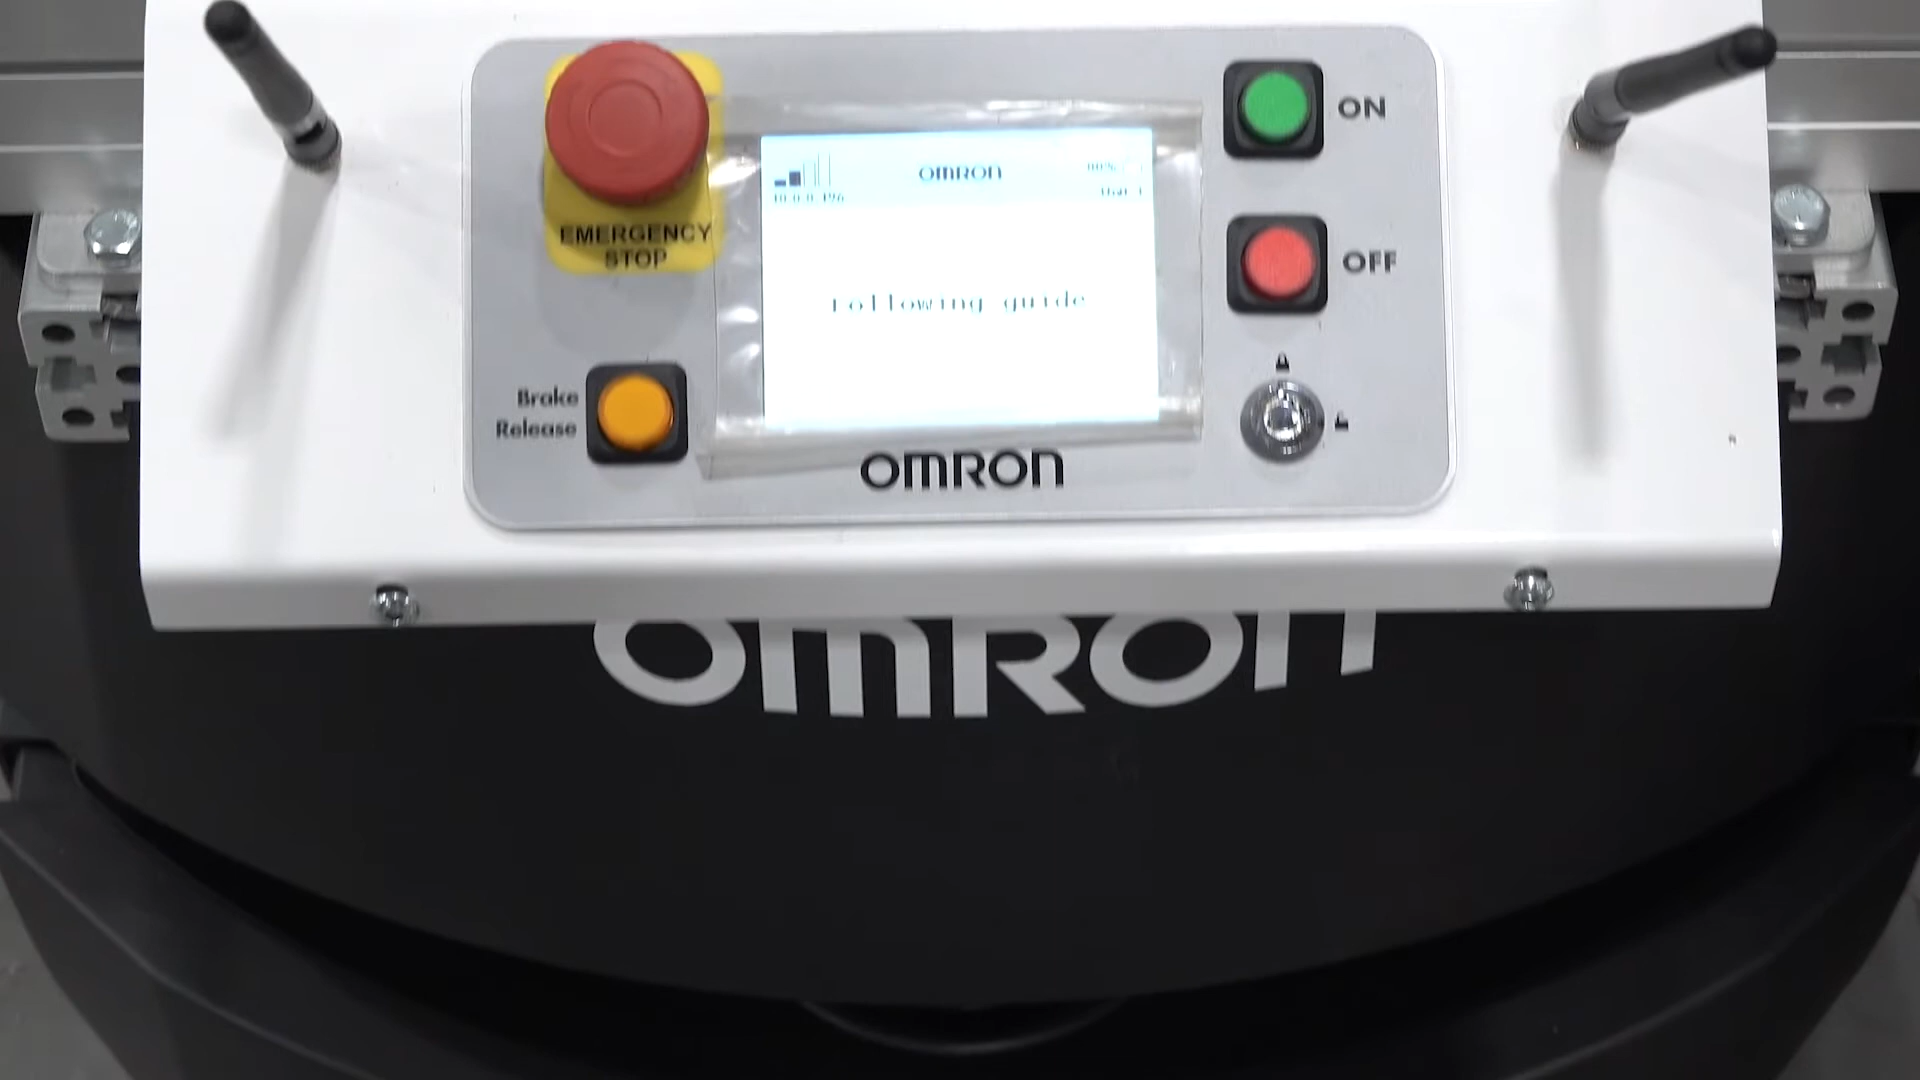 OMRON
EMERGENCY
STOP
ON
OFF
Following guide
Brake
Release
OMRON
OMRON